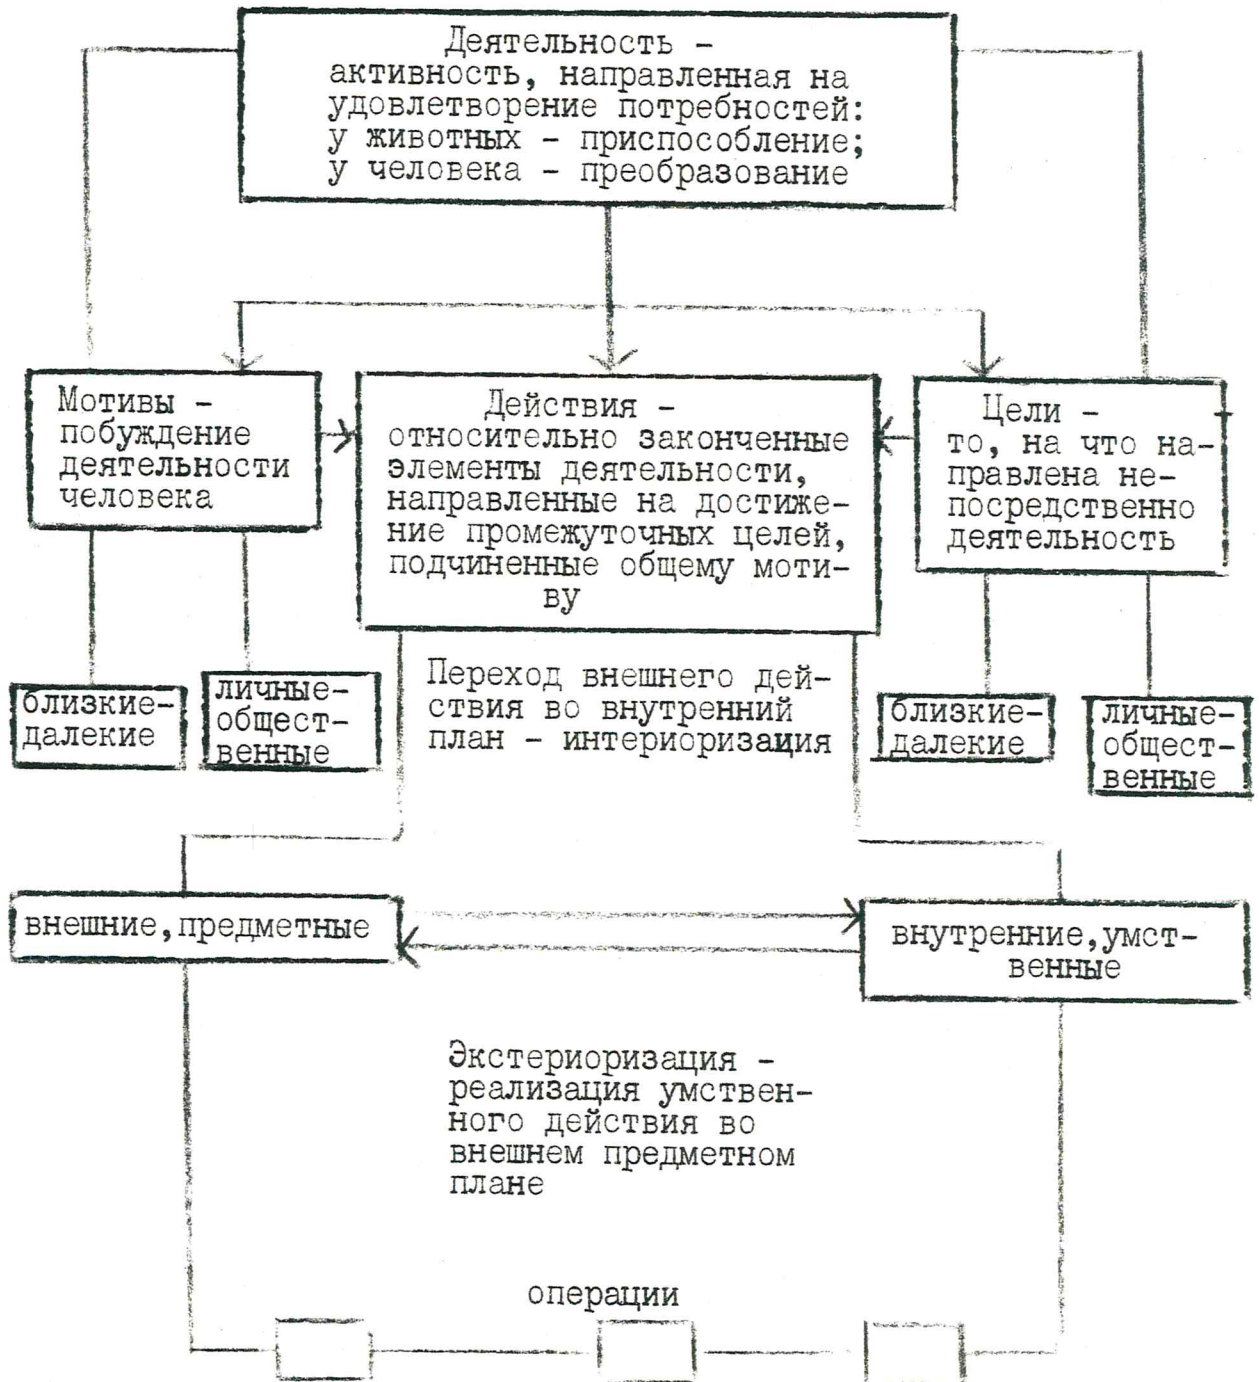 Деятельность -
активность, направленная на
удовлетворение потребностей:
у животных - приспособление;
у человека - преобразование
Мотивы -
побуждение
деятельности
человека
Действия -
относительно законченные
элементы деятельности,
направленные на достиже-
ние промежуточных целей,
подчиненные общему моти-
ву
Цели -
то, на что на-
правлена не-
посредственно
деятельность
близкие-
далекие
личные-
общест-
венные
Переход внешнего дей-
ствия во внутренний
план - интериоризация
близкие-
далекие
личные-
общест-
венные
внешние,предметные
внутренние,умст-
венные
Экстериоризация -
реализация умствен-
ного действия во
внешнем предметном
плане
операции